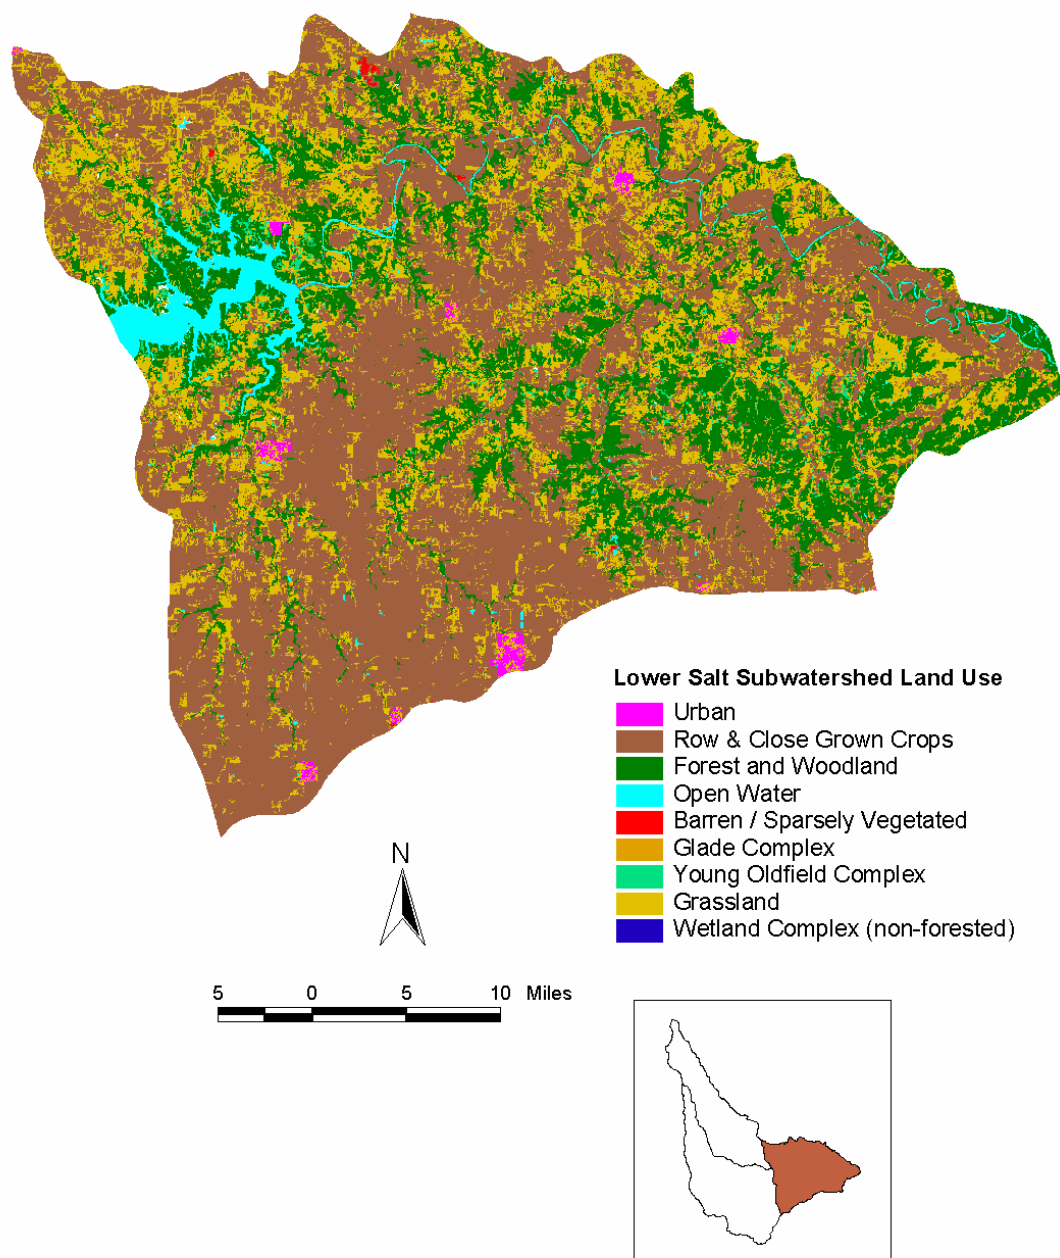 Lower Salt Subwatershed Land Use
Urban
Row & Close Grown Crops
Forest and Woodland
Open Water
Barren / Sparsely Vegetated
Glade Complex
Young Oldfield Complex
Grassland
Wetland Complex (non-forested)
N
5 0 5 10 Miles